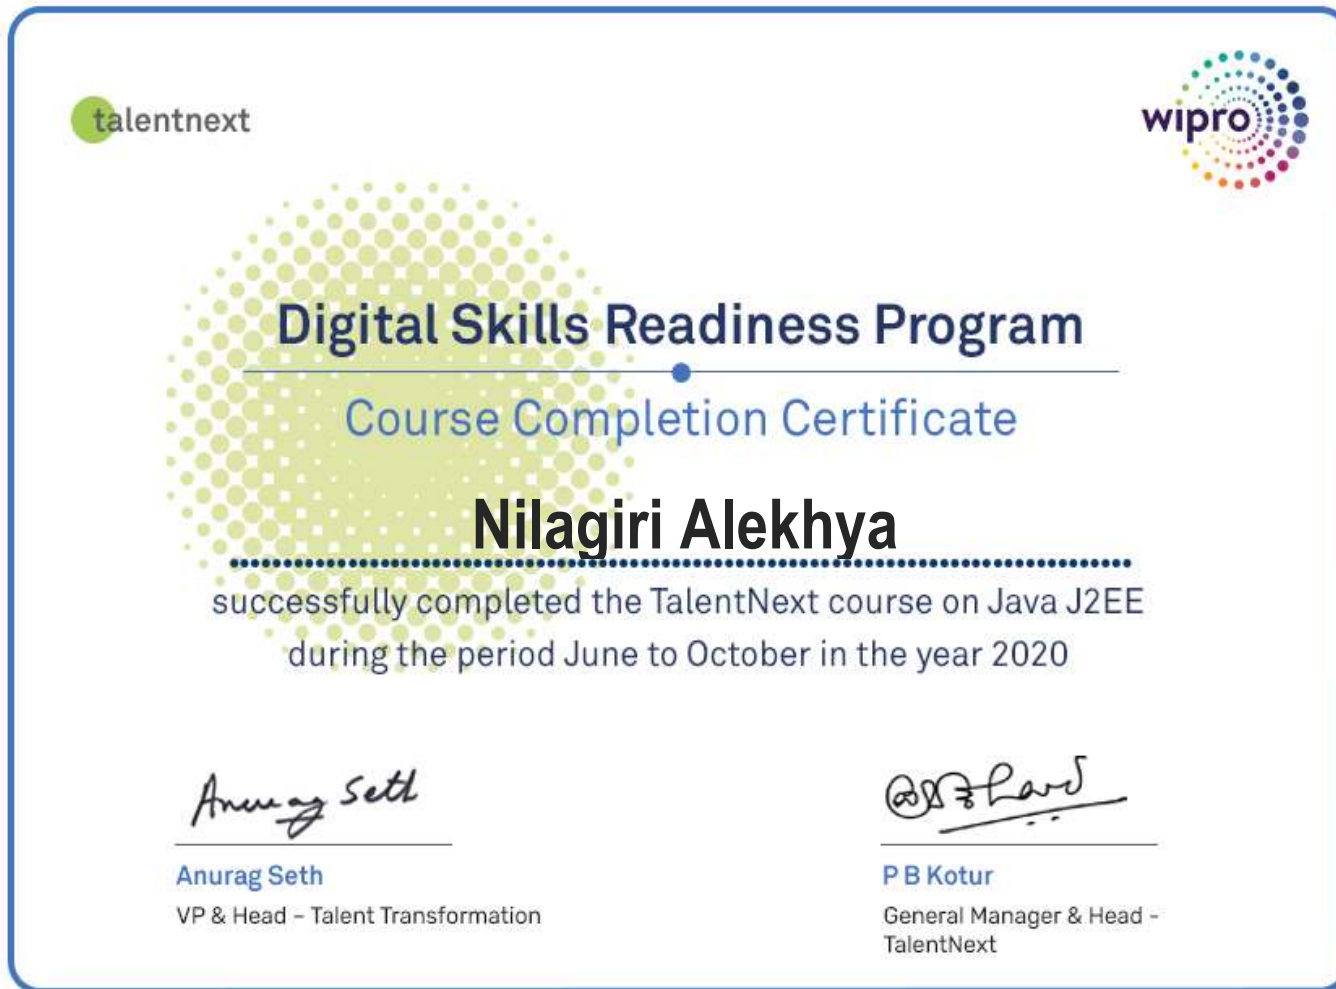 talentnext
wipro
Digital Skills Readiness Program
Course Completion Certificate
Nilagiri Alekhya
successfully completed the TalentNext course on Java J2EE
during the period June to October in the year 2020
Anurag Seth
Anurag Seth
P B Kotur
VP & Head – Talent Transformation
General Manager & Head -
TalentNext